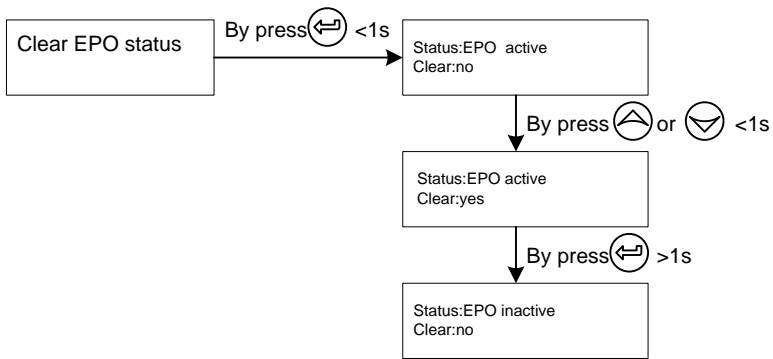 Clear EPO status
By press <1s
Status:EPO active
Clear:no
By press or <1s
Status:EPO active
Clear:yes
By press >1s
Status:EPO inactive
Clear:no